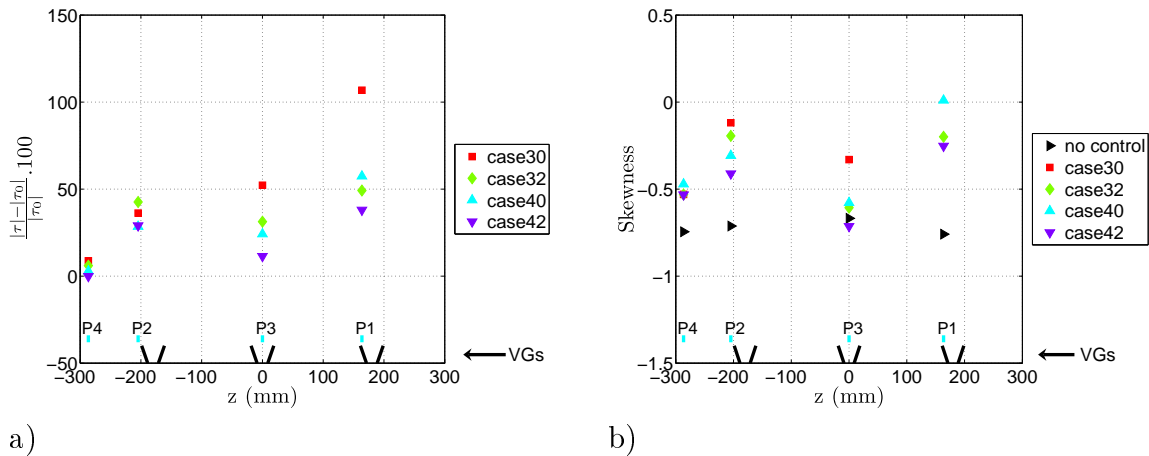 150
100
50
0
−50
−300
−200
−100
0
100
200
300
z (mm)
|τ|−|τ₀| / |τ₀| .100
case30
case32
case40
case42
P4
P2
P3
P1
VGs
a)
0.5
0
−0.5
−1
−1.5
−300
−200
−100
0
100
200
300
z (mm)
Skewness
no control
case30
case32
case40
case42
P4
P2
P3
P1
VGs
b)